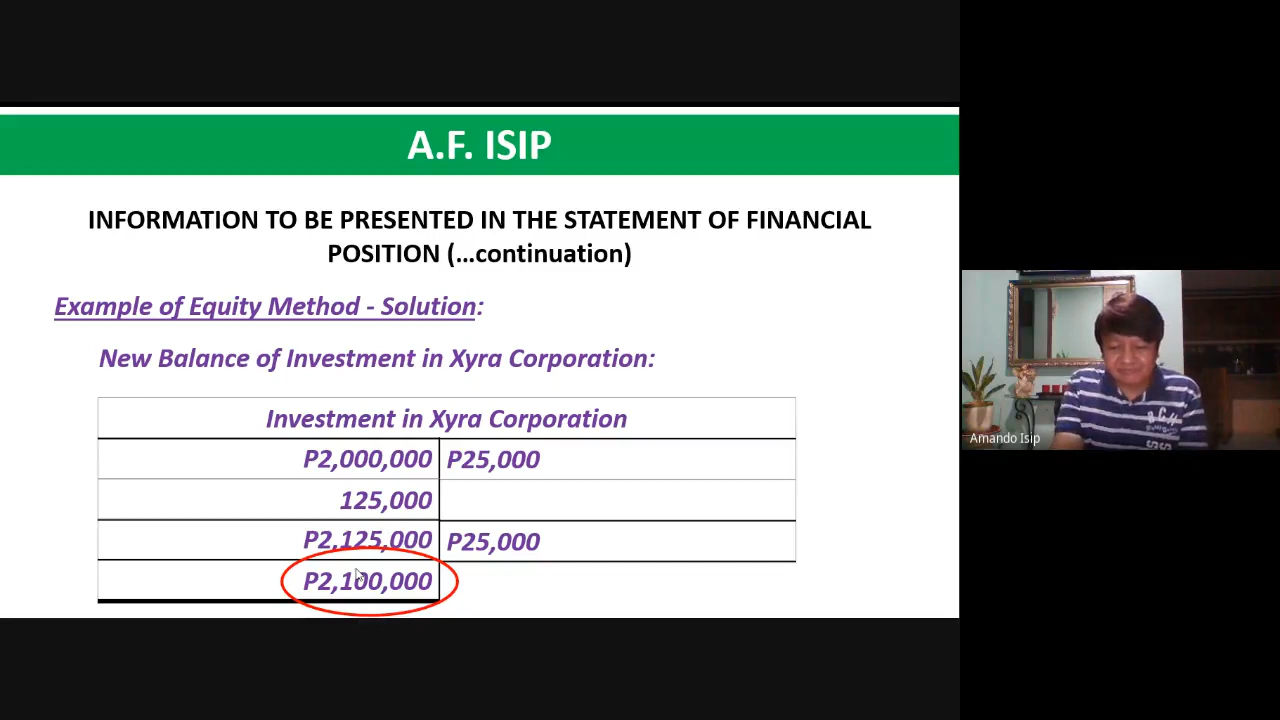 A.F. ISIP
INFORMATION TO BE PRESENTED IN THE STATEMENT OF FINANCIAL
POSITION (...continuation)
Example of Equity Method - Solution:
New Balance of Investment in Xyra Corporation:
Investment in Xyra Corporation
P2,000,000 P25,000
125,000
P2,125,000 P25,000
P2,100,000
Amando Isip